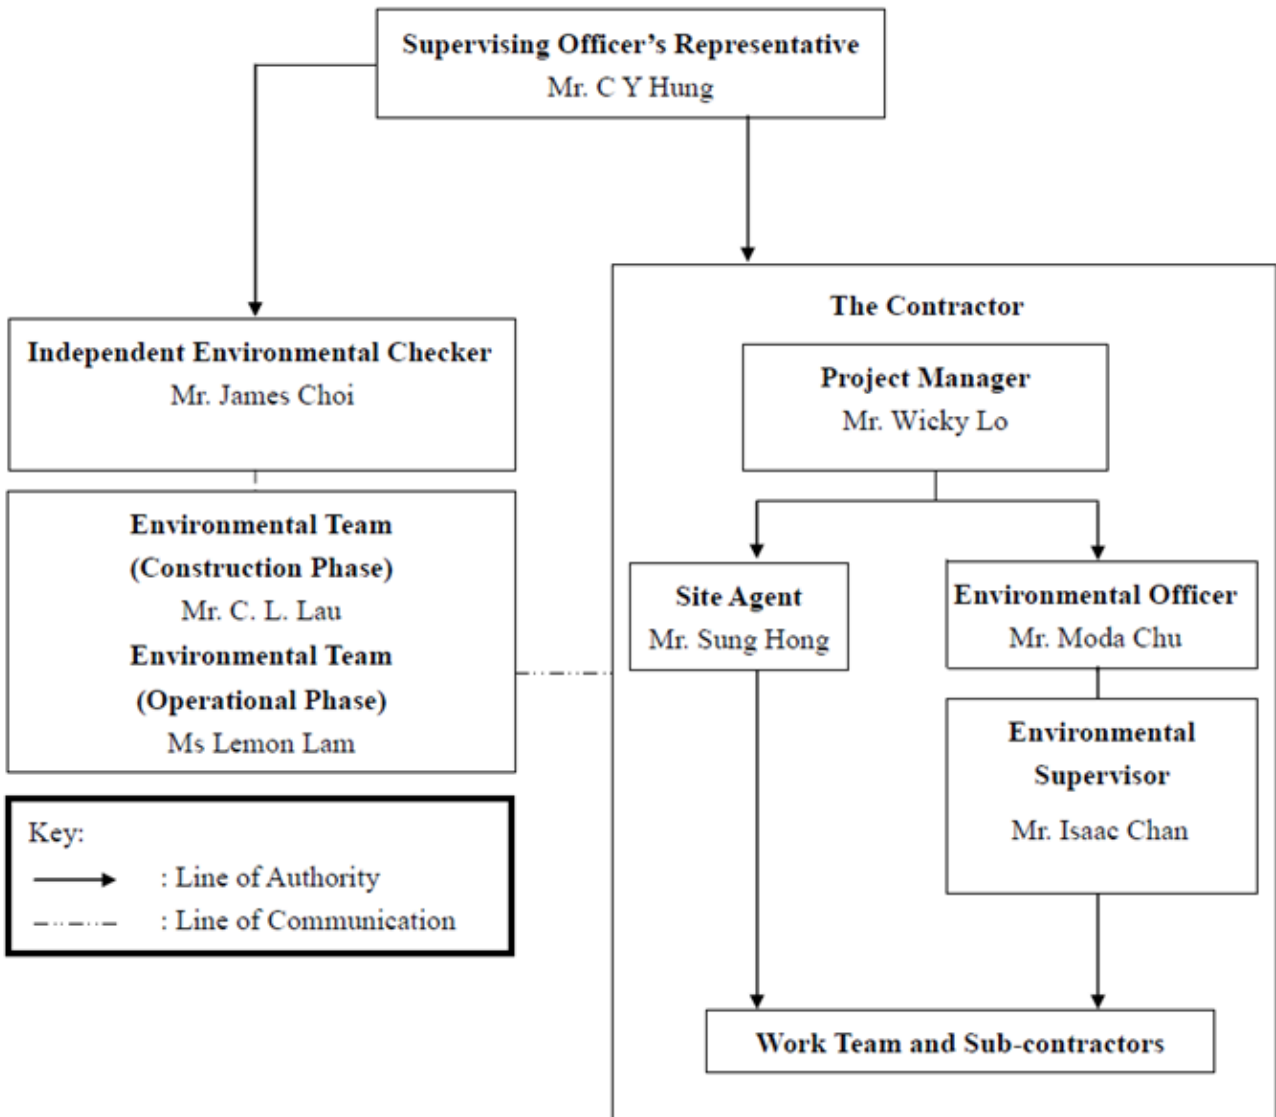 Supervising Officer’s Representative
Mr. C Y Hung
Independent Environmental Checker
Mr. James Choi
Environmental Team
(Construction Phase)
Mr. C. L. Lau
Environmental Team
(Operational Phase)
Ms Lemon Lam
Key:
: Line of Authority
: Line of Communication
The Contractor
Project Manager
Mr. Wicky Lo
Site Agent
Mr. Sung Hong
Environmental Officer
Mr. Moda Chu
Environmental
Supervisor
Mr. Isaac Chan
Work Team and Sub-contractors